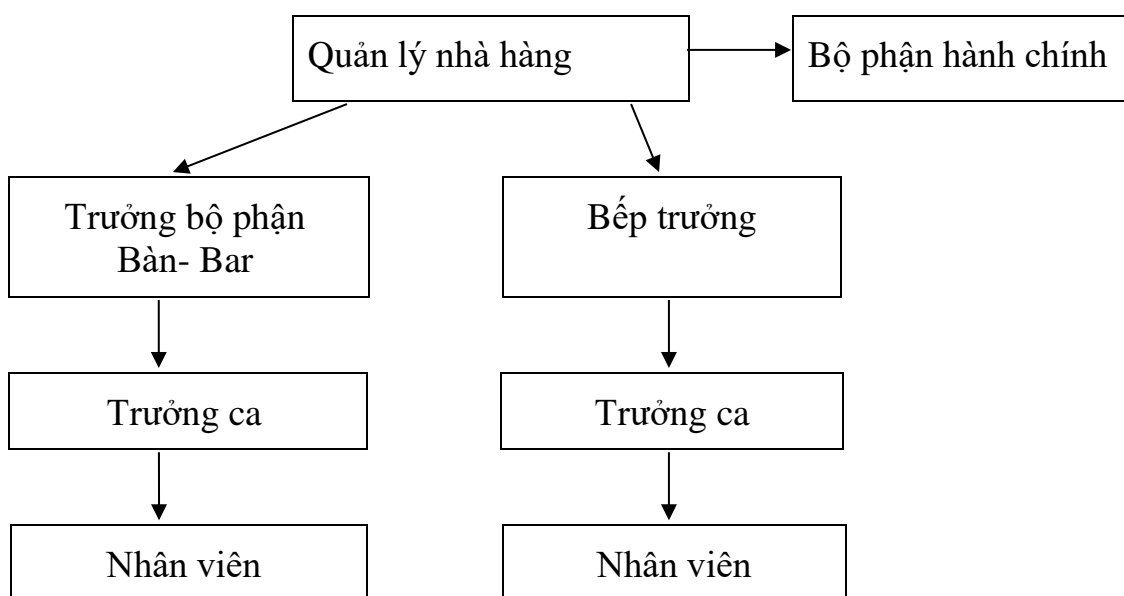 Quản lý nhà hàng
Bộ phận hành chính
Trưởng bộ phận
Bàn- Bar
Bếp trưởng
Trưởng ca
Trưởng ca
Nhân viên
Nhân viên